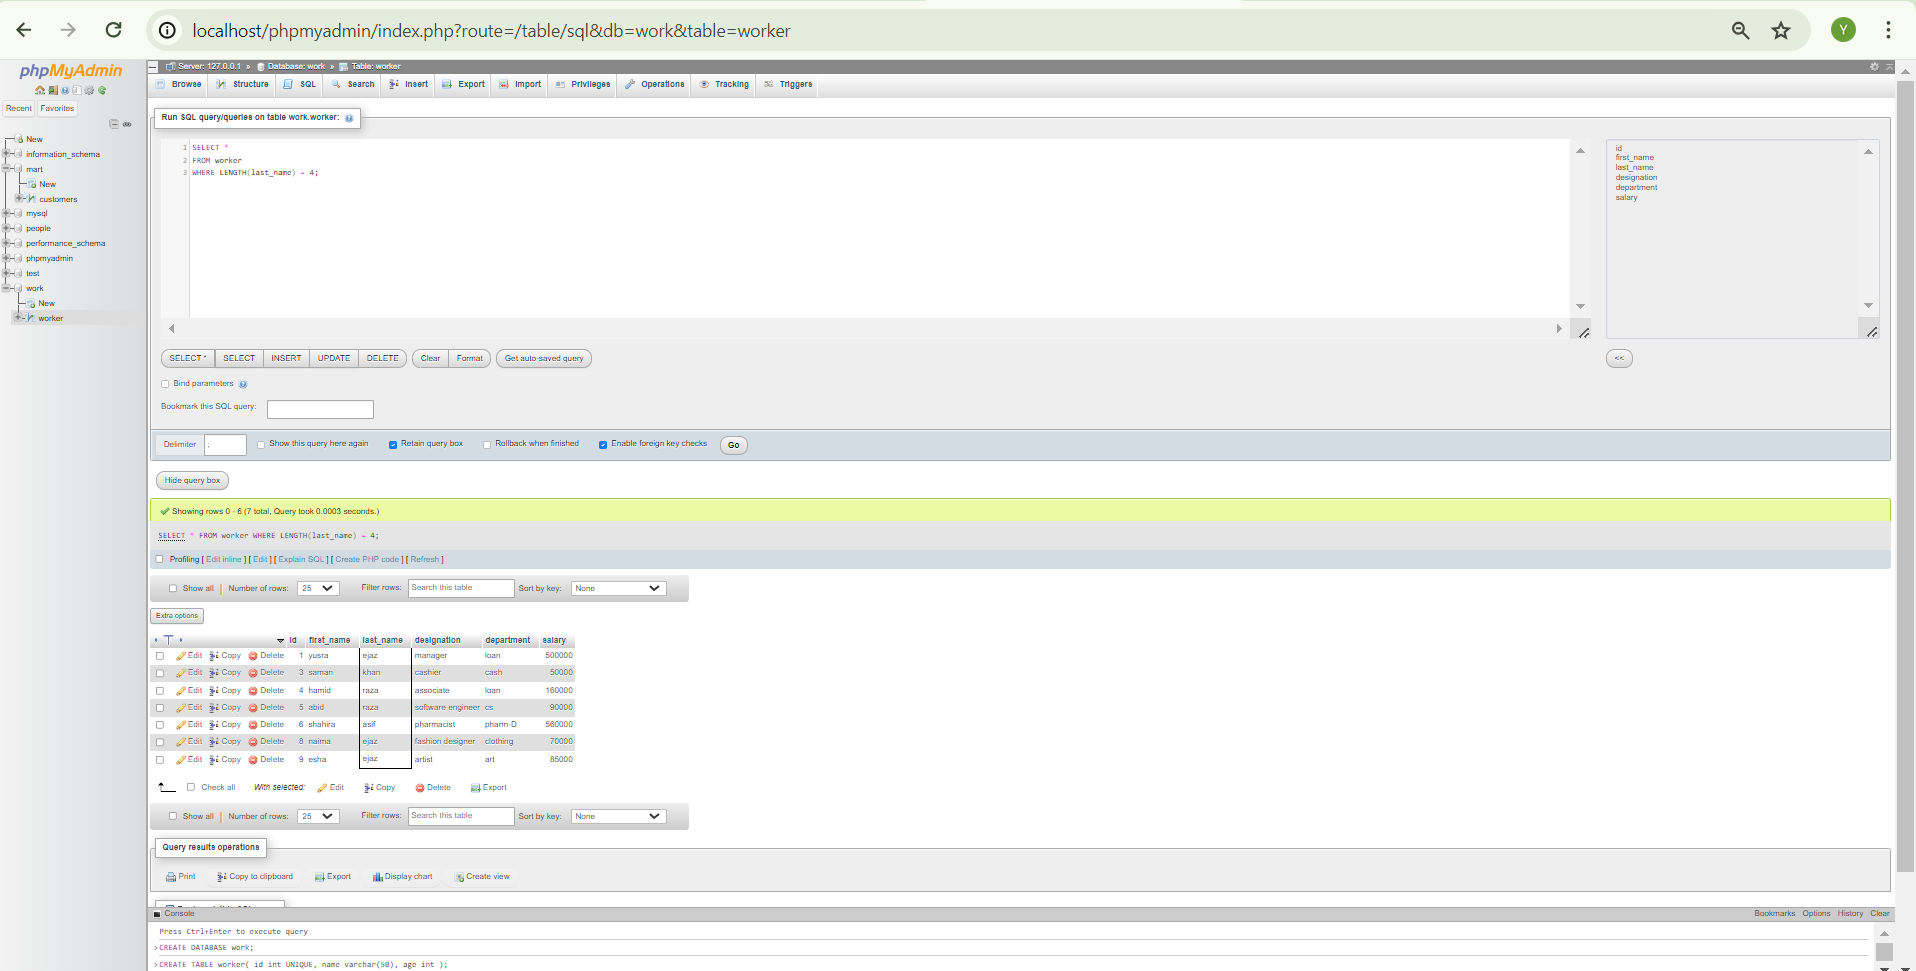 localhost/phpmyadmin/index.php?route=/table/sql&db=work&table=worker
Y
phpMyAdmin
Recent Favorites
New
information_schema
mart
New
customers
mysql
people
performance_schema
phpmyadmin
test
work
New
worker
Server: 127.0.0.1 » Database: work » Table: worker
Browse Structure SQL Search Insert Export Import Privileges Operations Tracking Triggers
Run SQL query/queries on table work.worker:
1 SELECT *
2 FROM worker
3 WHERE LENGTH(last_name) = 4;
id
first_name
last_name
designation
department
salary
SELECT * SELECT INSERT UPDATE DELETE Clear Format Get auto-saved query <<
Bind parameters
Bookmark this SQL query:
Delimiter ; Show this query here again Retain query box Rollback when finished Enable foreign key checks Go
Hide query box
Showing rows 0 - 6 (7 total, Query took 0.0003 seconds.)
SELECT * FROM worker WHERE LENGTH(last_name) = 4;
Profiling [ Edit inline ] [ Edit ] [ Explain SQL ] [ Create PHP code ] [ Refresh ]
Show all Number of rows: 25 Filter rows: Search this table Sort by key: None
Extra options
id first_name last_name designation department salary
Edit Copy Delete 1 yusra ejaz manager loan 500000
Edit Copy Delete 3 saman khan cashier cash 50000
Edit Copy Delete 4 hamid raza associate loan 160000
Edit Copy Delete 5 abid raza software engineer cs 90000
Edit Copy Delete 6 shahira asif pharmacist pharm-D 560000
Edit Copy Delete 8 naima ejaz fashion designer clothing 70000
Edit Copy Delete 9 esha ejaz artist art 85000
Check all With selected: Edit Copy Delete Export
Show all Number of rows: 25 Filter rows: Search this table Sort by key: None
Query results operations
Print Copy to clipboard Export Display chart Create view
Console Bookmarks Options History Clear
Press Ctrl+Enter to execute query
>CREATE DATABASE work;
>CREATE TABLE worker( id int UNIQUE, name varchar(50), age int );